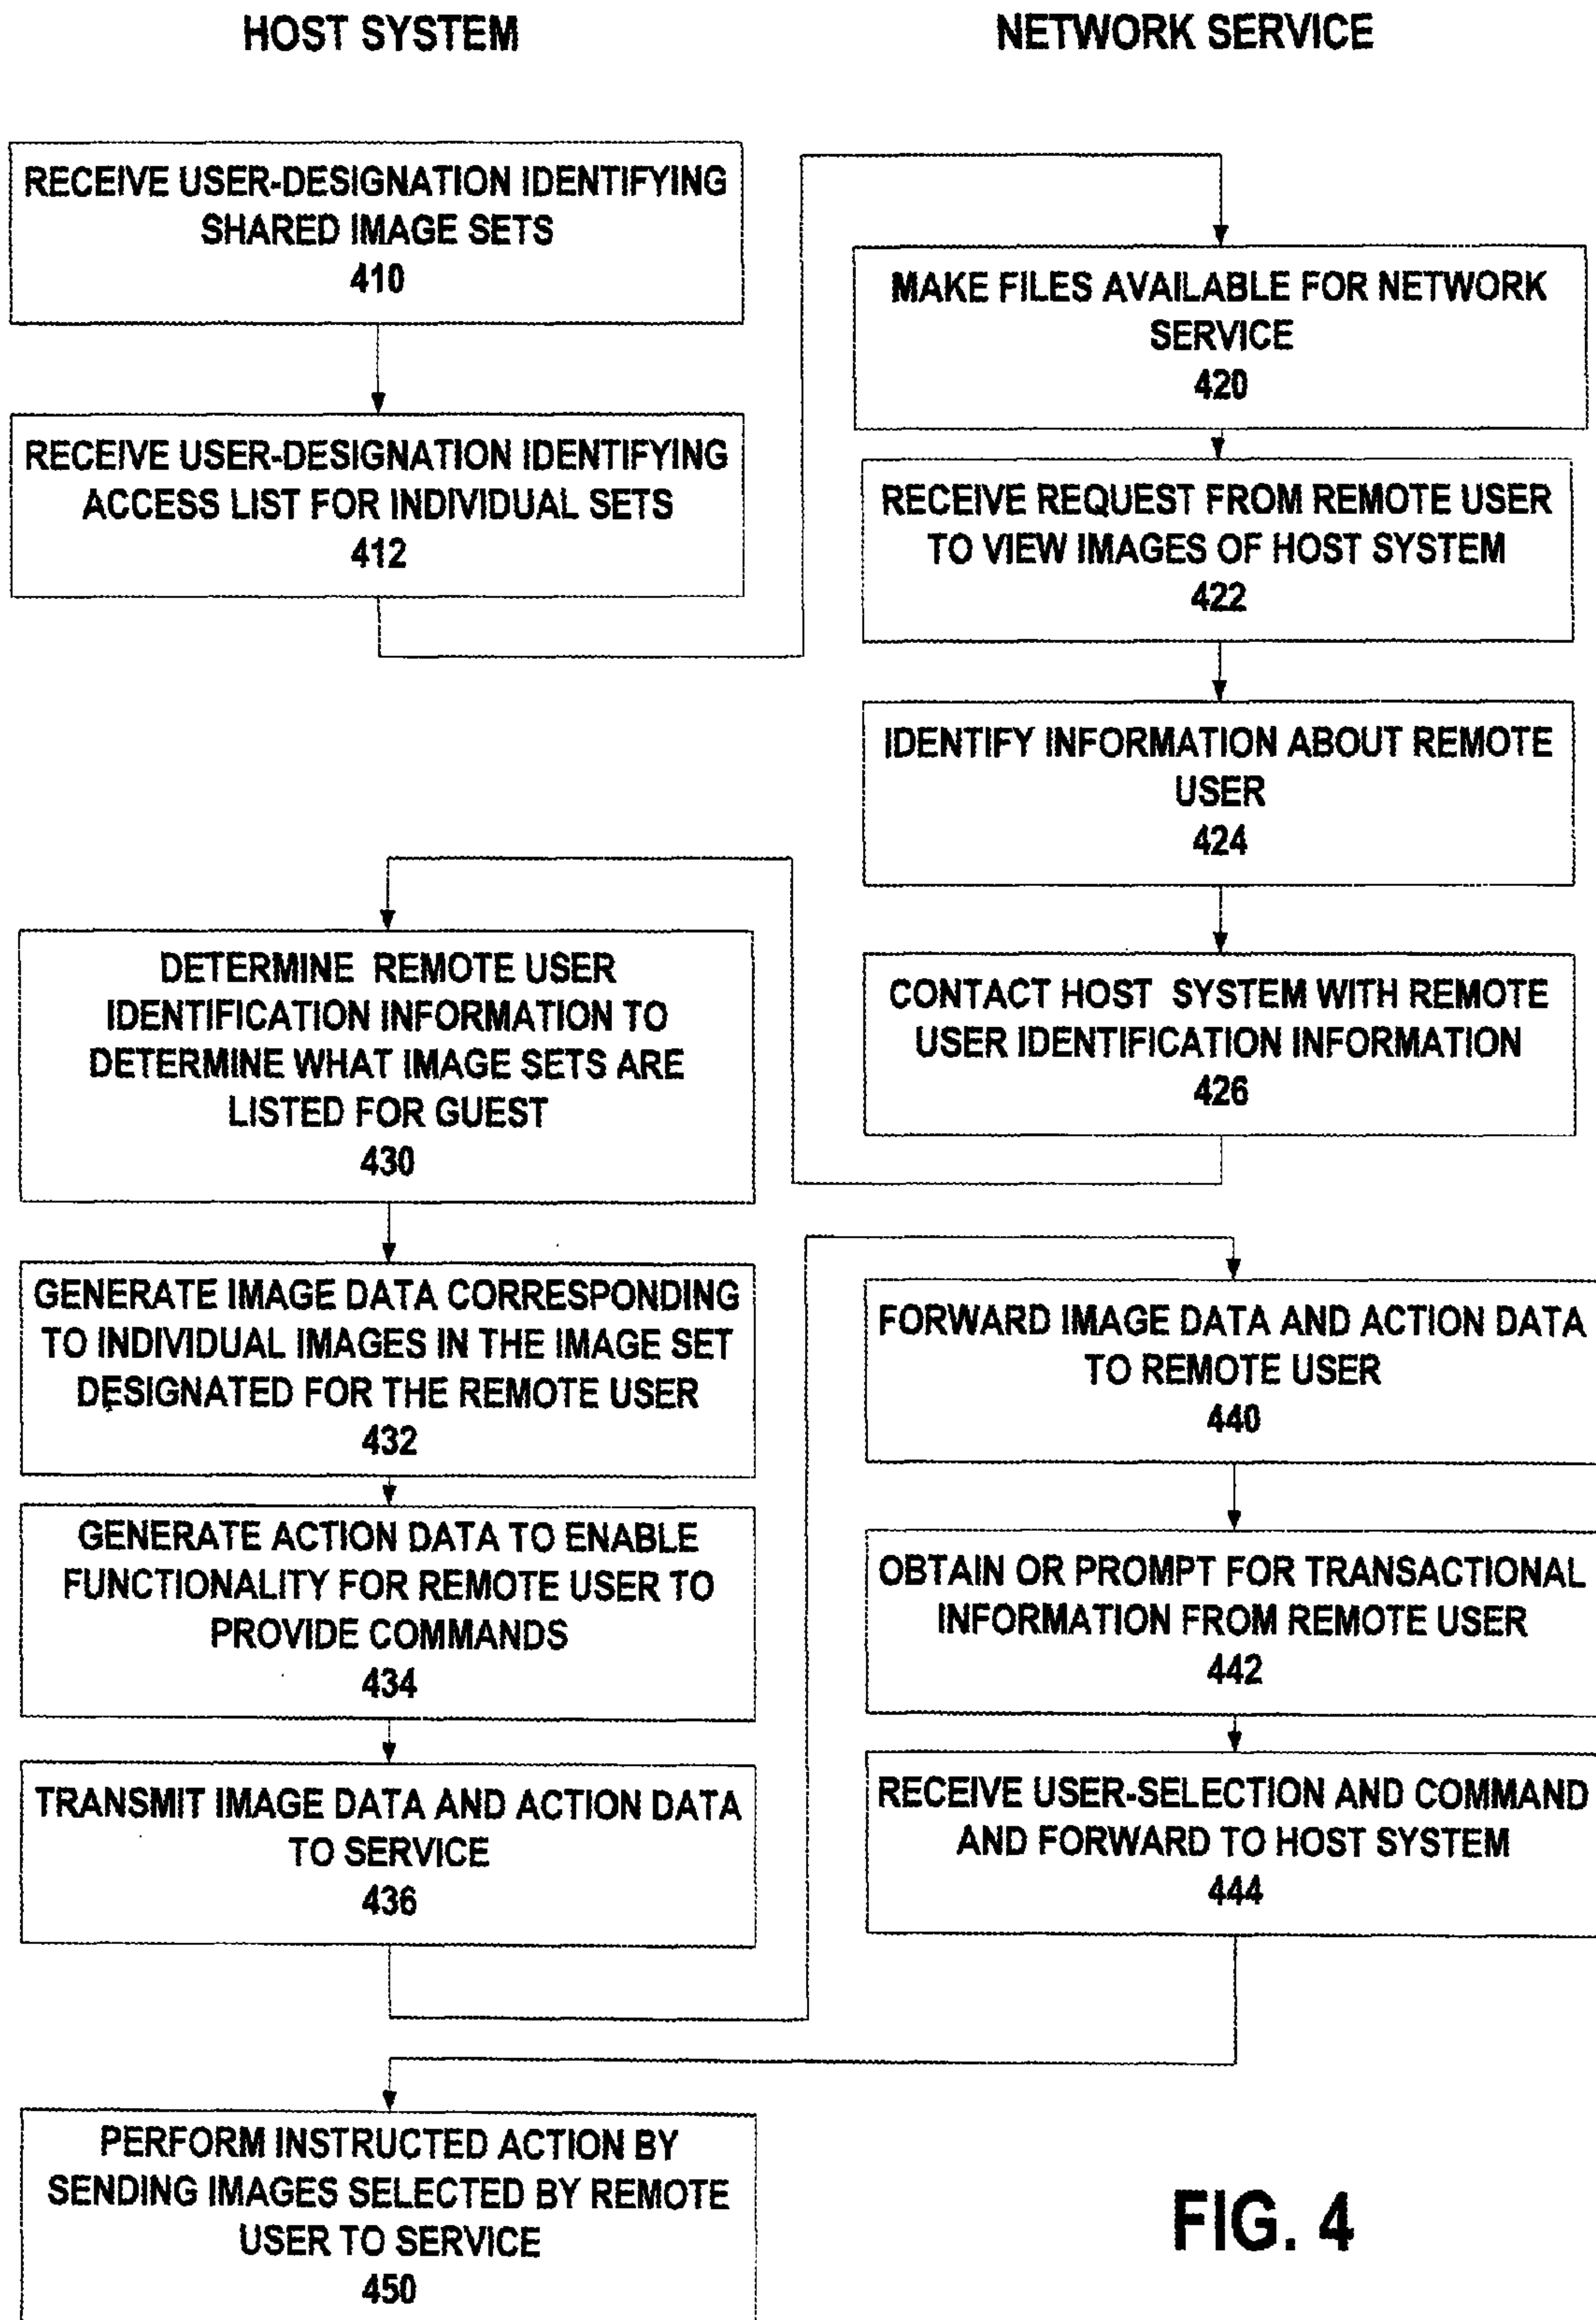 HOST SYSTEM
NETWORK SERVICE
RECEIVE USER-DESIGNATION IDENTIFYING
SHARED IMAGE SETS
410
RECEIVE USER-DESIGNATION IDENTIFYING
ACCESS LIST FOR INDIVIDUAL SETS
412
MAKE FILES AVAILABLE FOR NETWORK
SERVICE
420
RECEIVE REQUEST FROM REMOTE USER
TO VIEW IMAGES OF HOST SYSTEM
422
IDENTIFY INFORMATION ABOUT REMOTE
USER
424
CONTACT HOST SYSTEM WITH REMOTE
USER IDENTIFICATION INFORMATION
426
DETERMINE REMOTE USER
IDENTIFICATION INFORMATION TO
DETERMINE WHAT IMAGE SETS ARE
LISTED FOR GUEST
430
GENERATE IMAGE DATA CORRESPONDING
TO INDIVIDUAL IMAGES IN THE IMAGE SET
DESIGNATED FOR THE REMOTE USER
432
GENERATE ACTION DATA TO ENABLE
FUNCTIONALITY FOR REMOTE USER TO
PROVIDE COMMANDS
434
TRANSMIT IMAGE DATA AND ACTION DATA
TO SERVICE
436
FORWARD IMAGE DATA AND ACTION DATA
TO REMOTE USER
440
OBTAIN OR PROMPT FOR TRANSACTIONAL
INFORMATION FROM REMOTE USER
442
RECEIVE USER-SELECTION AND COMMAND
AND FORWARD TO HOST SYSTEM
444
PERFORM INSTRUCTED ACTION BY
SENDING IMAGES SELECTED BY REMOTE
USER TO SERVICE
450
FIG. 4